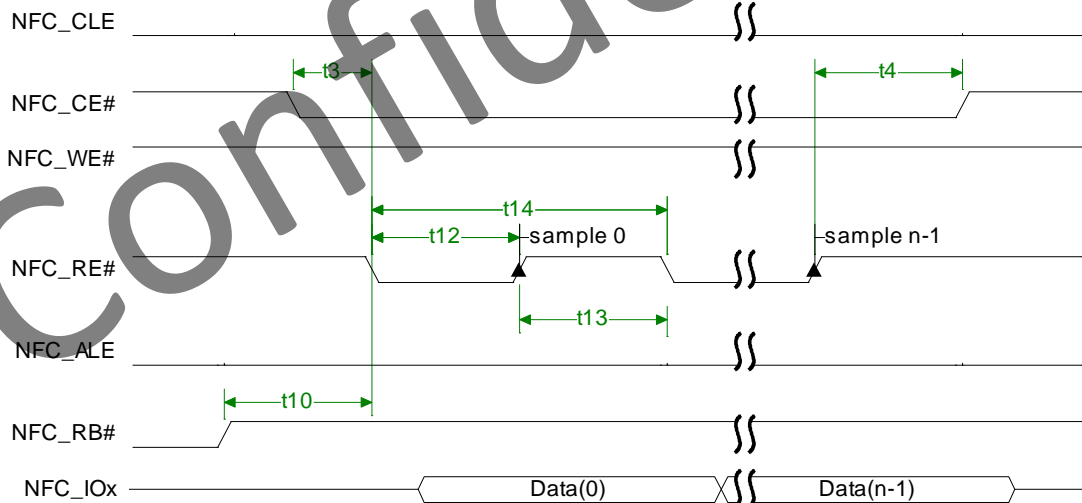 NFC_CLE
t3
t4
NFC_CE#
NFC_WE#
t14
t12
sample 0
sample n-1
NFC_RE#
t13
NFC_ALE
t10
NFC_RB#
NFC_IOx
Data(0)
Data(n-1)